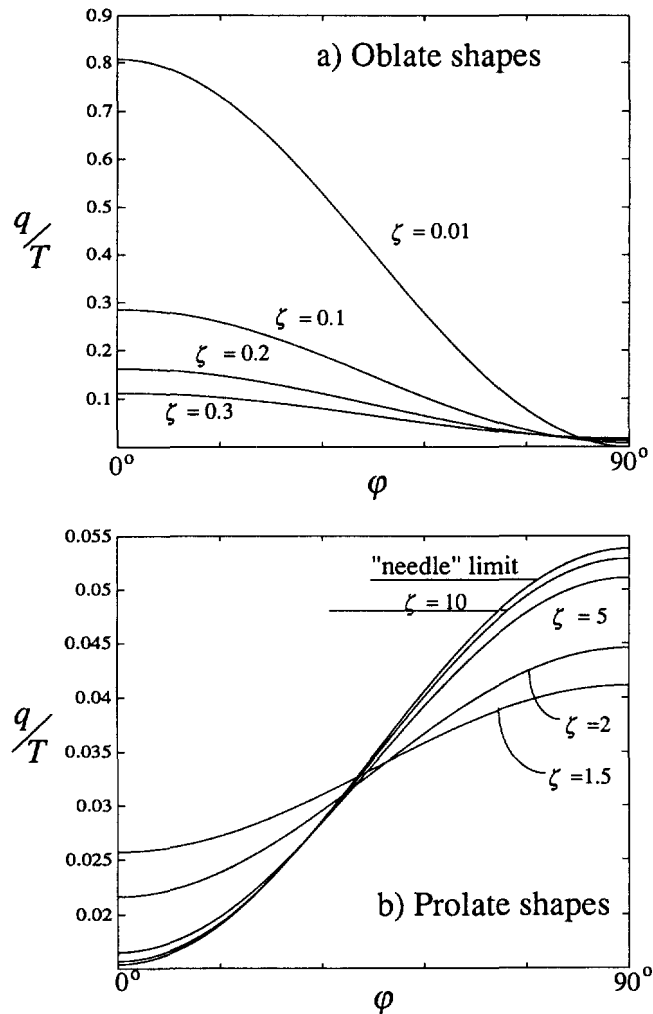 0.9
a) Oblate shapes
0.8
0.7
0.6
0.5
q/T
ζ = 0.01
0.4
0.3
ζ = 0.1
0.2
ζ = 0.2
0.1
ζ = 0.3
0° 90°
φ
0.055
"needle" limit
0.05
ζ = 10
ζ = 5
0.045
0.04
q/T
ζ =2
0.035
ζ =1.5
0.03
0.025
b) Prolate shapes
0.02
0° 90°
φ